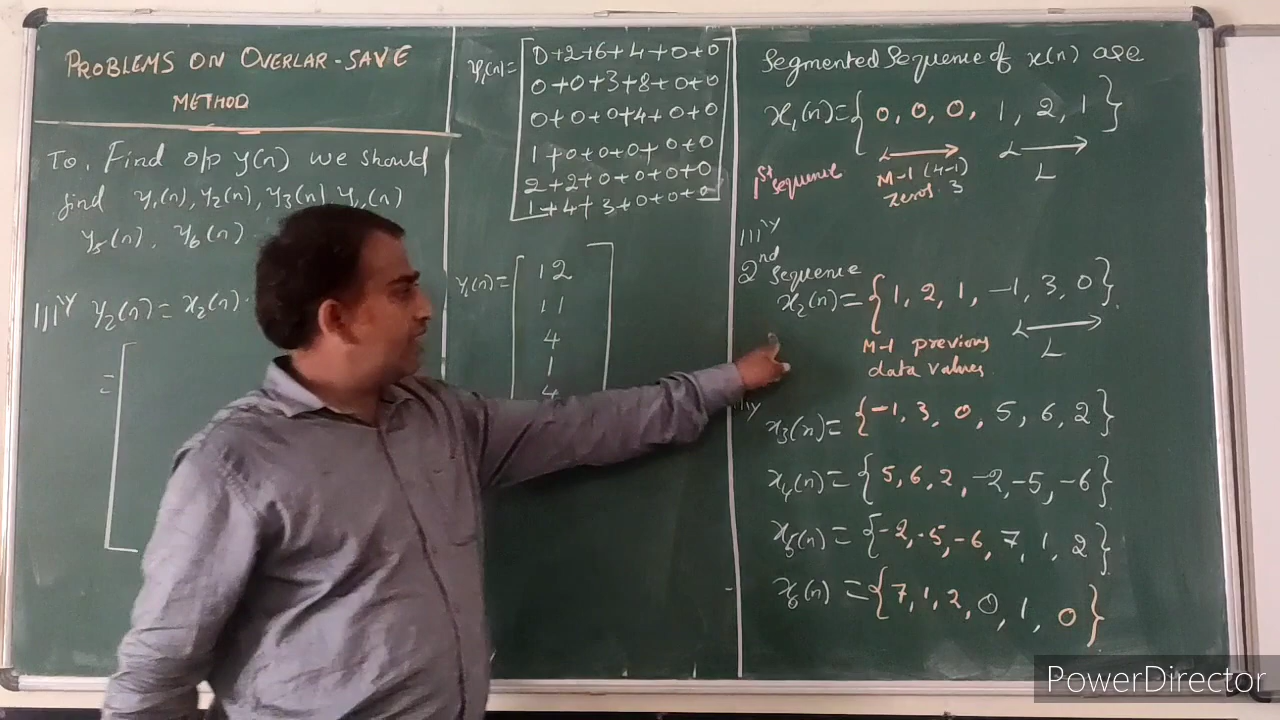 PROBLEMS ON OVERLAR-SAVE
METHOD
To, Find o/p y(n) we should
find y₁(n), y₂(n), y₃(n), y₄(n)
y₅(n), y₆(n)
|||ly y₂(n) = x₂(n)
= [
y₁(n) = [ 0+2+6+4+0+0
0+0+3+8+0+0
0+0+0+4+0+0
1+0+0+0+0+0
2+2+0+0+0+0
1+4+3+0+0+0 ]
y₁(n) = [ 12
11
4
1
4
Segmented Sequence of x(n) are
x₁(n) = { 0, 0, 0, 1, 2, 1 }
1st sequence
M-1 (4-1)
zeros 3
L
|||ly
2nd sequence
x₂(n) = { 1, 2, 1, -1, 3, 0 }
M-1 previous
data values
L
|||ly x₃(n) = { -1, 3, 0, 5, 6, 2 }
x₄(n) = { 5, 6, 2, -2, -5, -6 }
x₅(n) = { -2, -5, -6, 7, 1, 2 }
x₆(n) = { 7, 1, 2, 0, 1, 0 }
PowerDirector